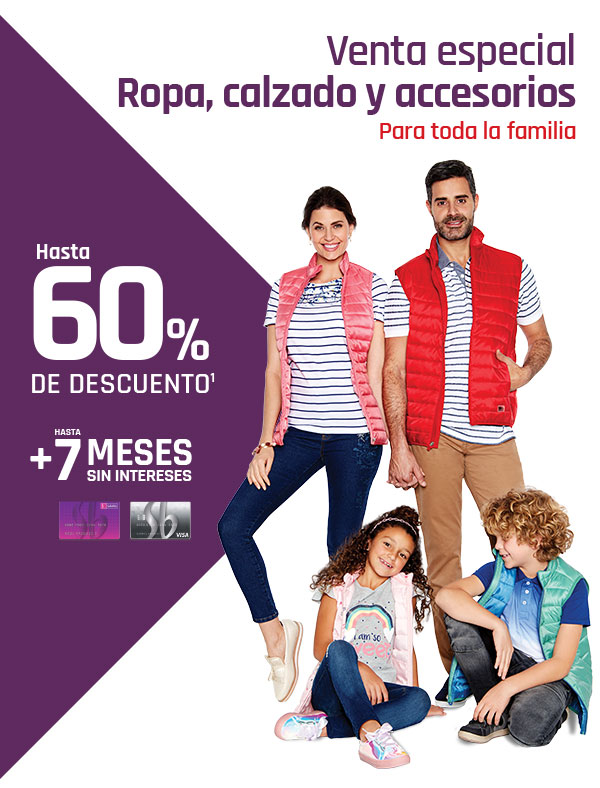 Venta especial
Ropa, calzado y accesorios
Para toda la familia
Hasta
60%
DE DESCUENTO¹
HASTA
+7 MESES
SIN INTERESES
VISA
I am so